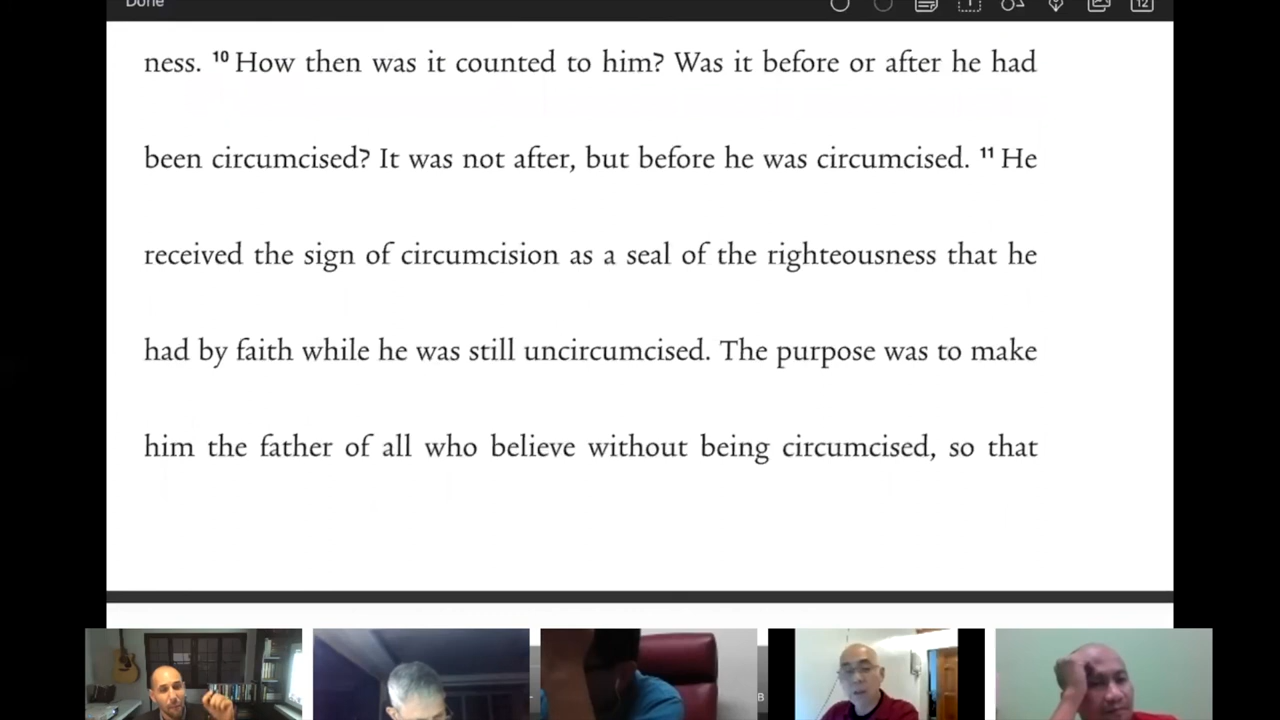 Done
12
ness. 10 How then was it counted to him? Was it before or after he had
been circumcised? It was not after, but before he was circumcised. 11 He
received the sign of circumcision as a seal of the righteousness that he
had by faith while he was still uncircumcised. The purpose was to make
him the father of all who believe without being circumcised, so that
B